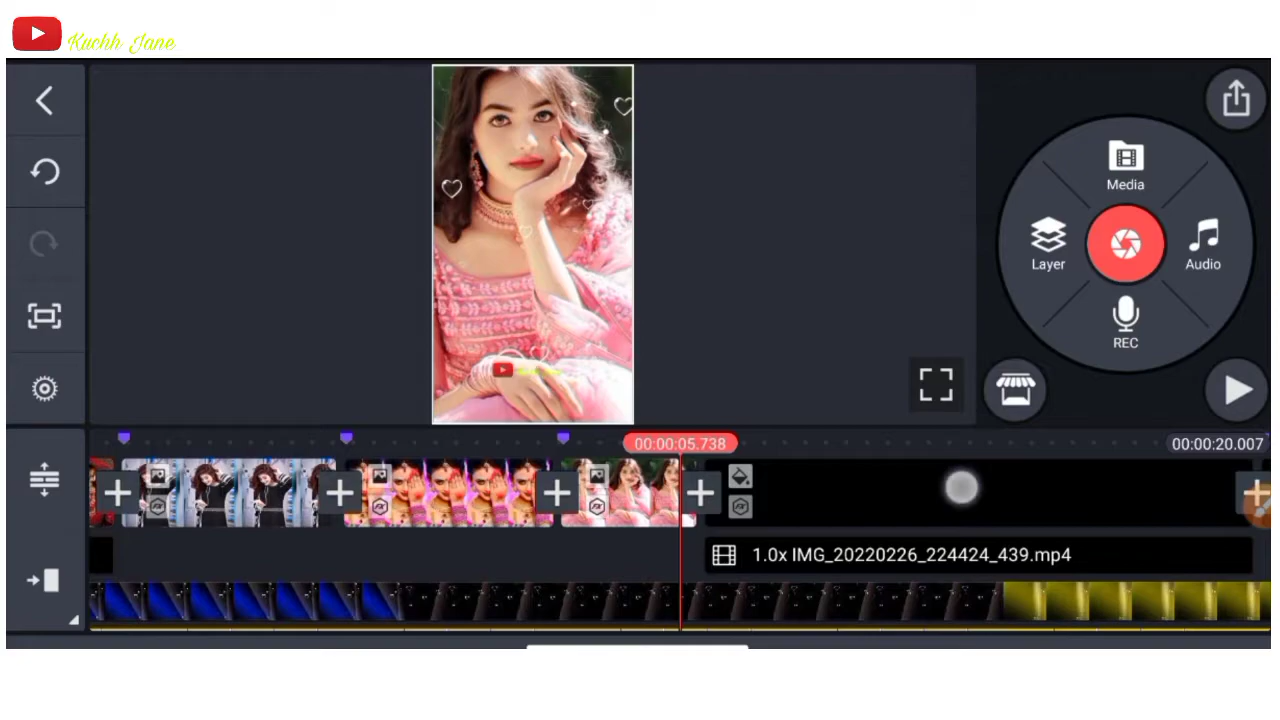 Kuchh Jane
Media
Layer
Audio
REC
00:00:05.738
00:00:20.007
1.0x IMG_20220226_224424_439.mp4